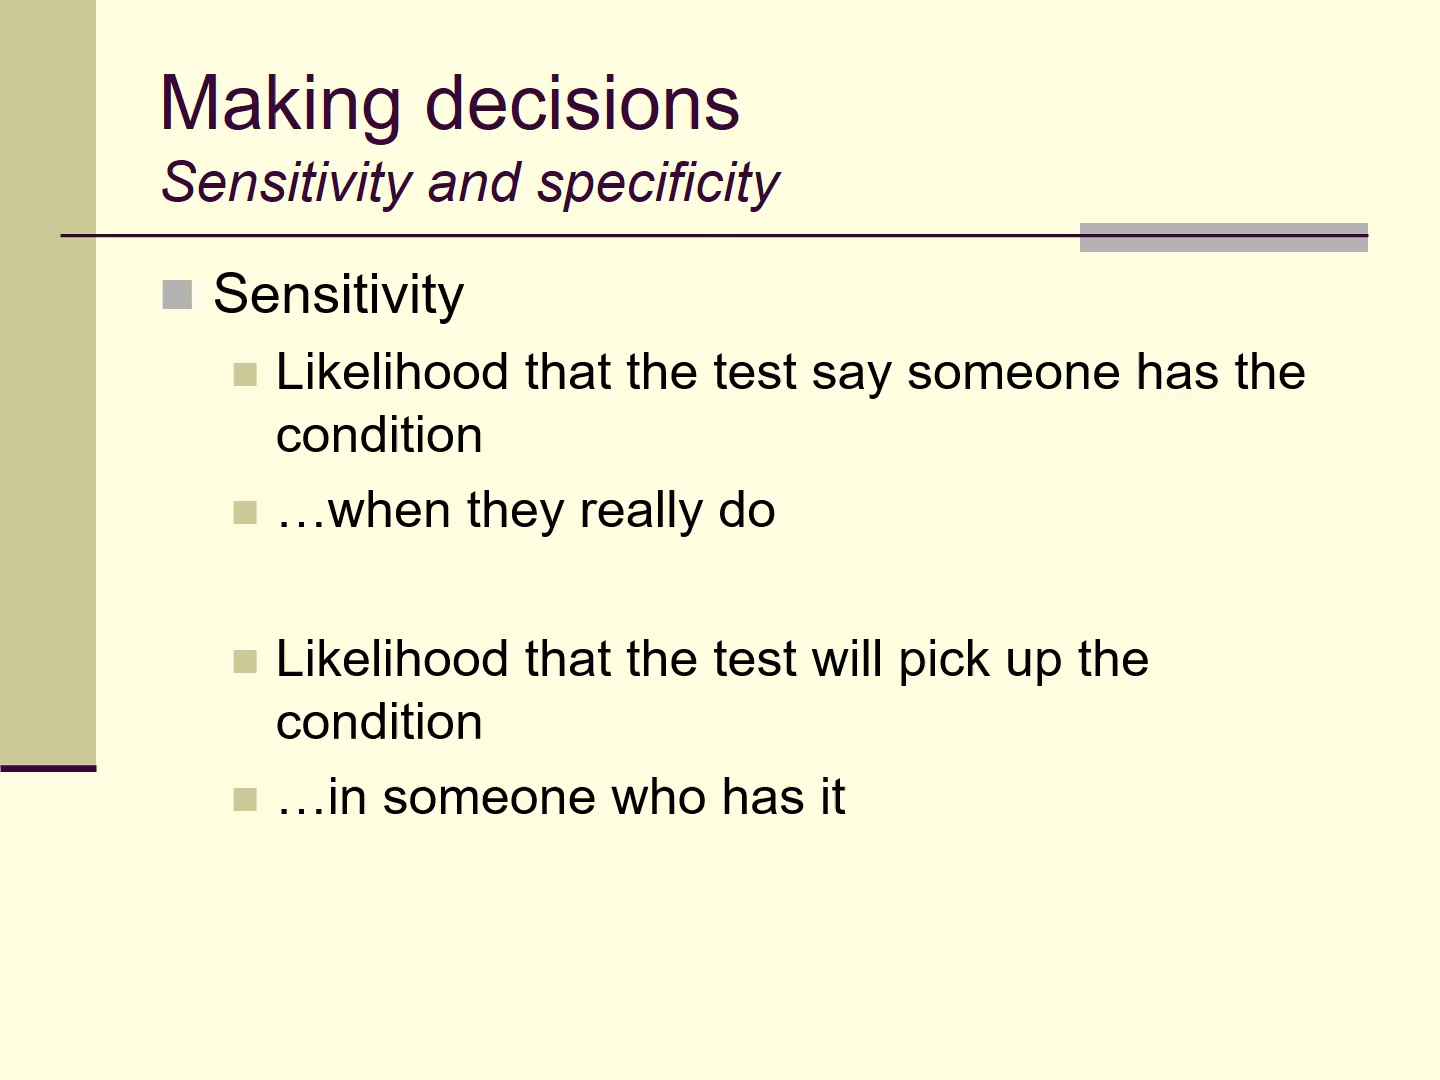 Making decisions
Sensitivity and specificity
Sensitivity
Likelihood that the test say someone has the
condition
…when they really do
Likelihood that the test will pick up the
condition
…in someone who has it